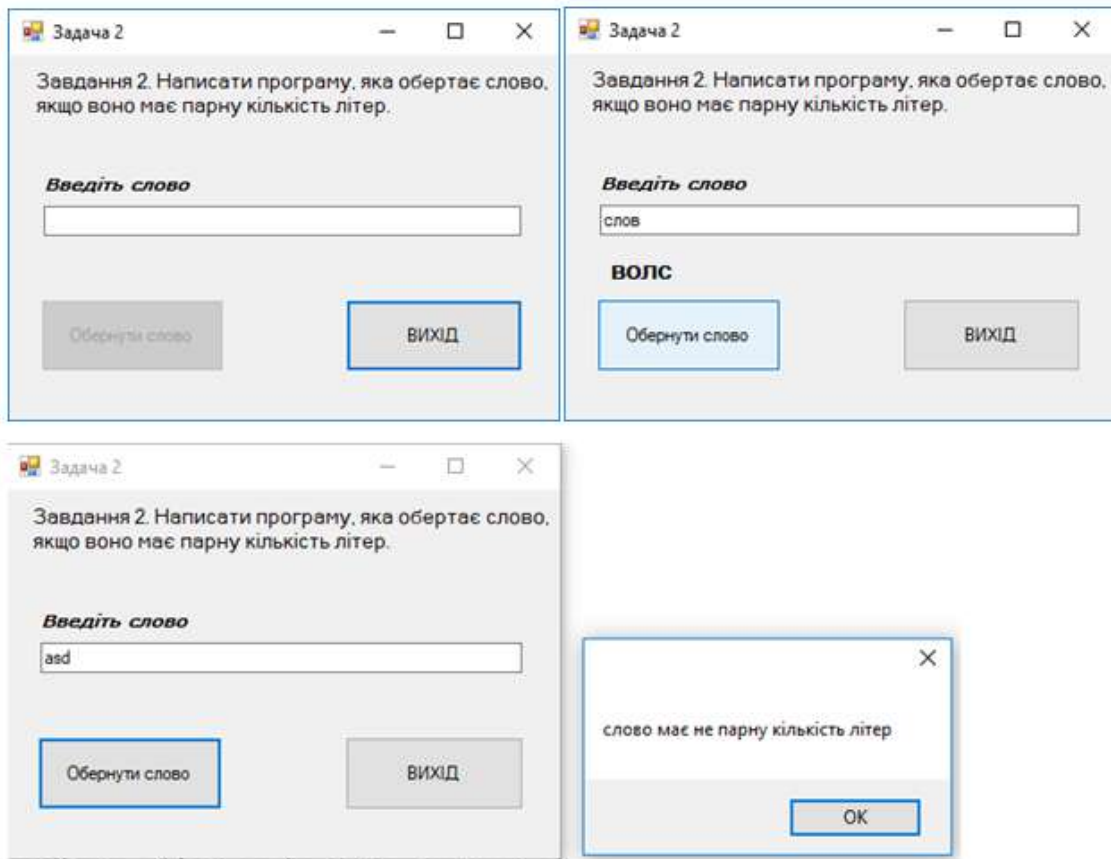 Задача 2
Завдання 2. Написати програму, яка обертає слово,
якщо воно має парну кількість літер.
Введіть слово
Обернути слово
ВИХІД
Задача 2
Завдання 2. Написати програму, яка обертає слово,
якщо воно має парну кількість літер.
Введіть слово
слов
ВОЛС
Обернути слово
ВИХІД
Задача 2
Завдання 2. Написати програму, яка обертає слово,
якщо воно має парну кількість літер.
Введіть слово
asd
Обернути слово
ВИХІД
слово має не парну кількість літер
OK